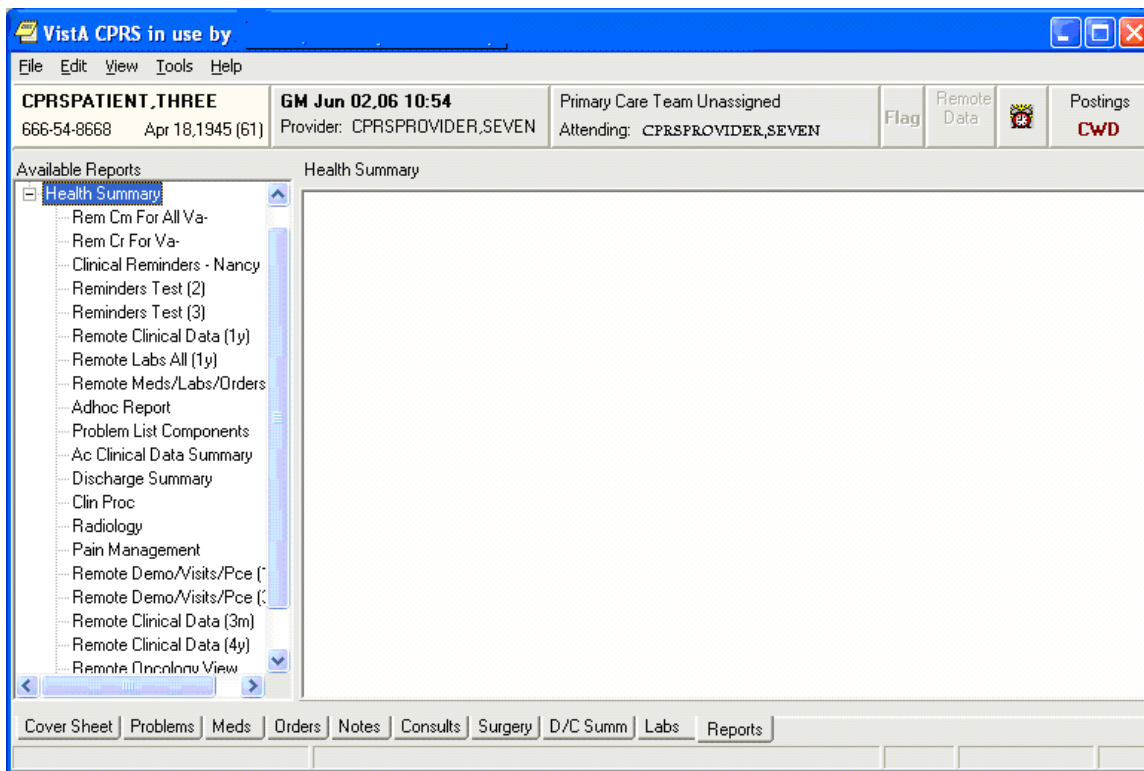 VistA CPRS in use by
File Edit View Tools Help
CPRSPATIENT,THREE
666-54-8668 Apr 18,1945 (61)
GM Jun 02,06 10:54
Provider: CPRSPROVIDER,SEVEN
Primary Care Team Unassigned
Attending: CPRSPROVIDER,SEVEN
Flag
Remote
Data
Postings
CWD
Available Reports
Health Summary
Health Summary
Rem Cm For All Va-
Rem Cr For Va-
Clinical Reminders - Nancy
Reminders Test (2)
Reminders Test (3)
Remote Clinical Data (1y)
Remote Labs All (1y)
Remote Meds/Labs/Orders
Adhoc Report
Problem List Components
Ac Clinical Data Summary
Discharge Summary
Clin Proc
Radiology
Pain Management
Remote Demo/Visits/Pce (
Remote Demo/Visits/Pce (
Remote Clinical Data (3m)
Remote Clinical Data (4y)
Remote Oncology View
Cover Sheet Problems Meds Orders Notes Consults Surgery D/C Summ Labs Reports